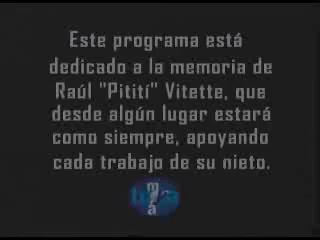 Este programa está
dedicado a la memoria de
Raúl "Pitití" Vitette, que
desde algún lugar estará
como siempre, apoyando
cada trabajo de su nieto.